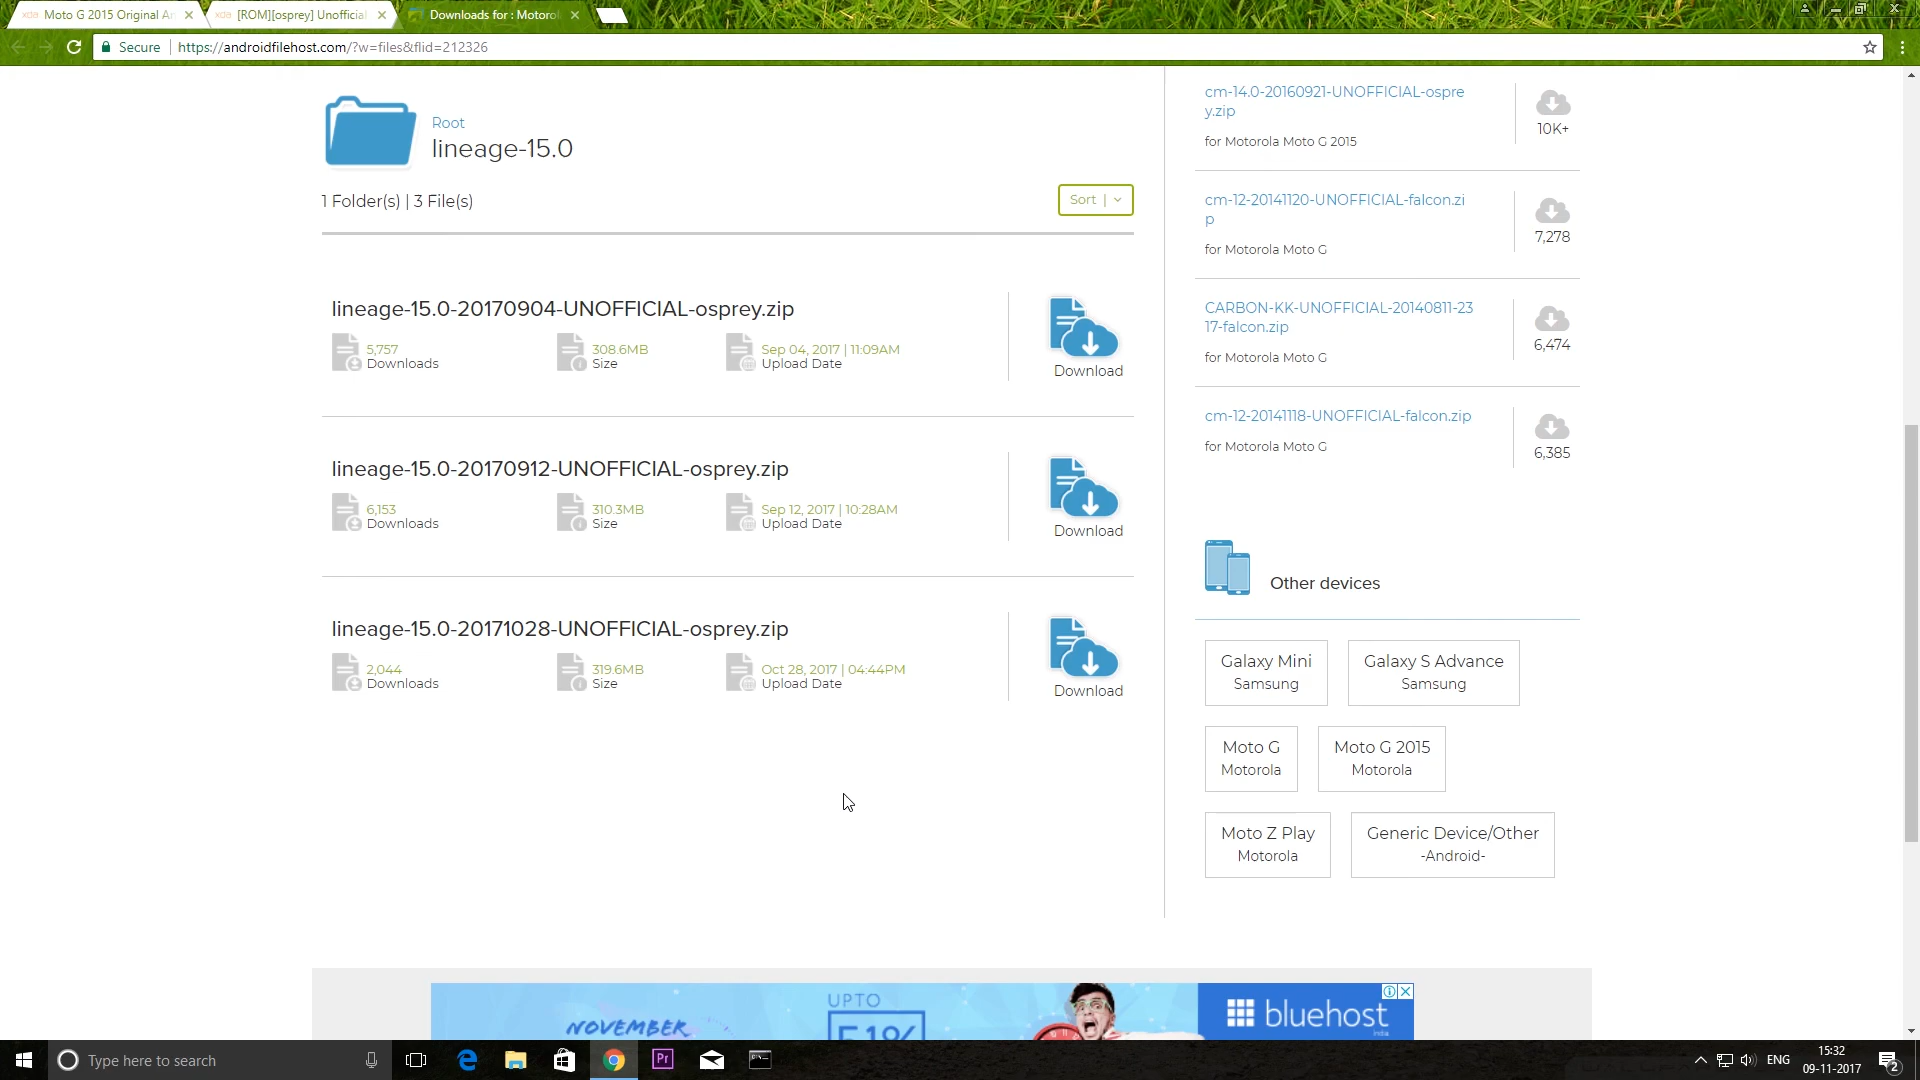 Moto G 2015 Original An
[ROM][osprey] Unofficial
Downloads for : Motorol
Secure
https://androidfilehost.com/?w=files&flid=212326
Root
lineage-15.0
1 Folder(s) | 3 File(s)
Sort |
lineage-15.0-20170904-UNOFFICIAL-osprey.zip
5,757
Downloads
308.6MB
Size
Sep 04, 2017 | 11:09AM
Upload Date
Download
lineage-15.0-20170912-UNOFFICIAL-osprey.zip
6,153
Downloads
310.3MB
Size
Sep 12, 2017 | 10:28AM
Upload Date
Download
lineage-15.0-20171028-UNOFFICIAL-osprey.zip
2,044
Downloads
319.6MB
Size
Oct 28, 2017 | 04:44PM
Upload Date
Download
cm-14.0-20160921-UNOFFICIAL-ospre
y.zip
for Motorola Moto G 2015
10K+
cm-12-20141120-UNOFFICIAL-falcon.zi
p
for Motorola Moto G
7,278
CARBON-KK-UNOFFICIAL-20140811-23
17-falcon.zip
for Motorola Moto G
6,474
cm-12-20141118-UNOFFICIAL-falcon.zip
for Motorola Moto G
6,385
Other devices
Galaxy Mini
Samsung
Galaxy S Advance
Samsung
Moto G
Motorola
Moto G 2015
Motorola
Moto Z Play
Motorola
Generic Device/Other
-Android-
NOVEMBER
UPTO
51%
bluehost
India
Type here to search
Pr
ENG
15:32
09-11-2017
2